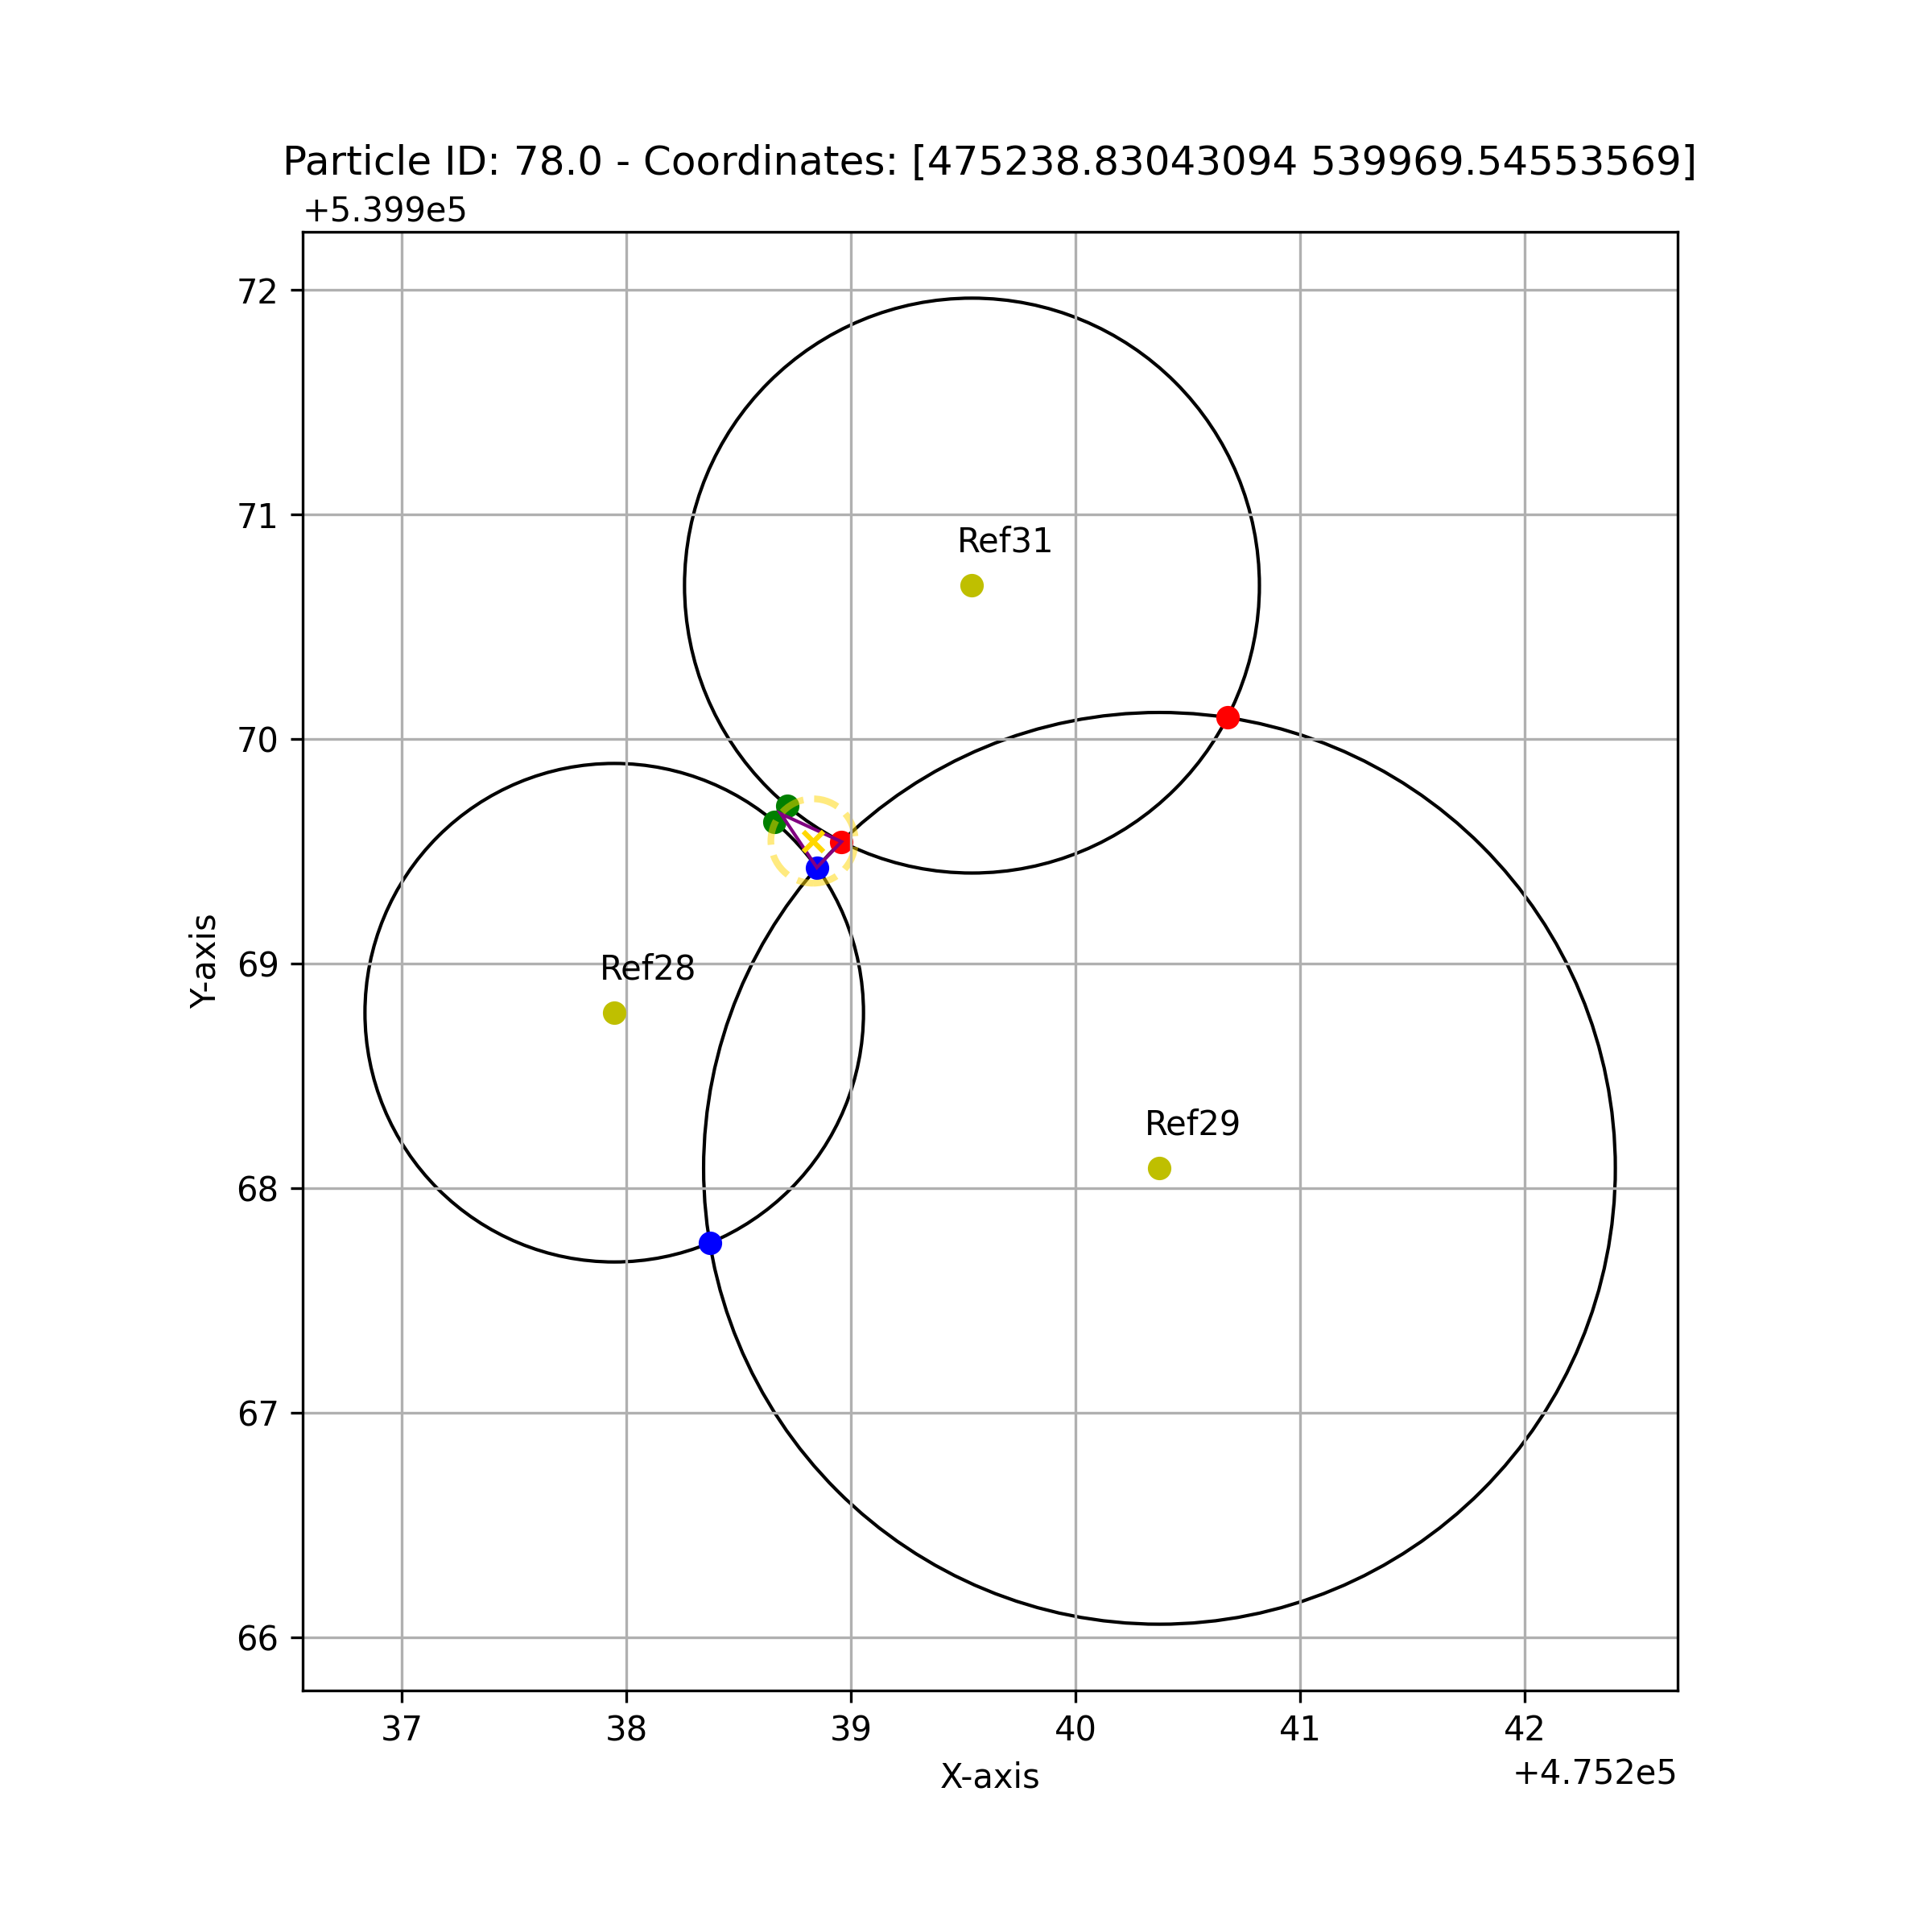 Particle ID: 78.0 - Coordinates: [475238.83043094 539969.54553569]
+5.399e5
72
71
70
69
68
67
66
Y-axis
Ref31
Ref28
Ref29
37 38 39 40 41 42
X-axis
+4.752e5